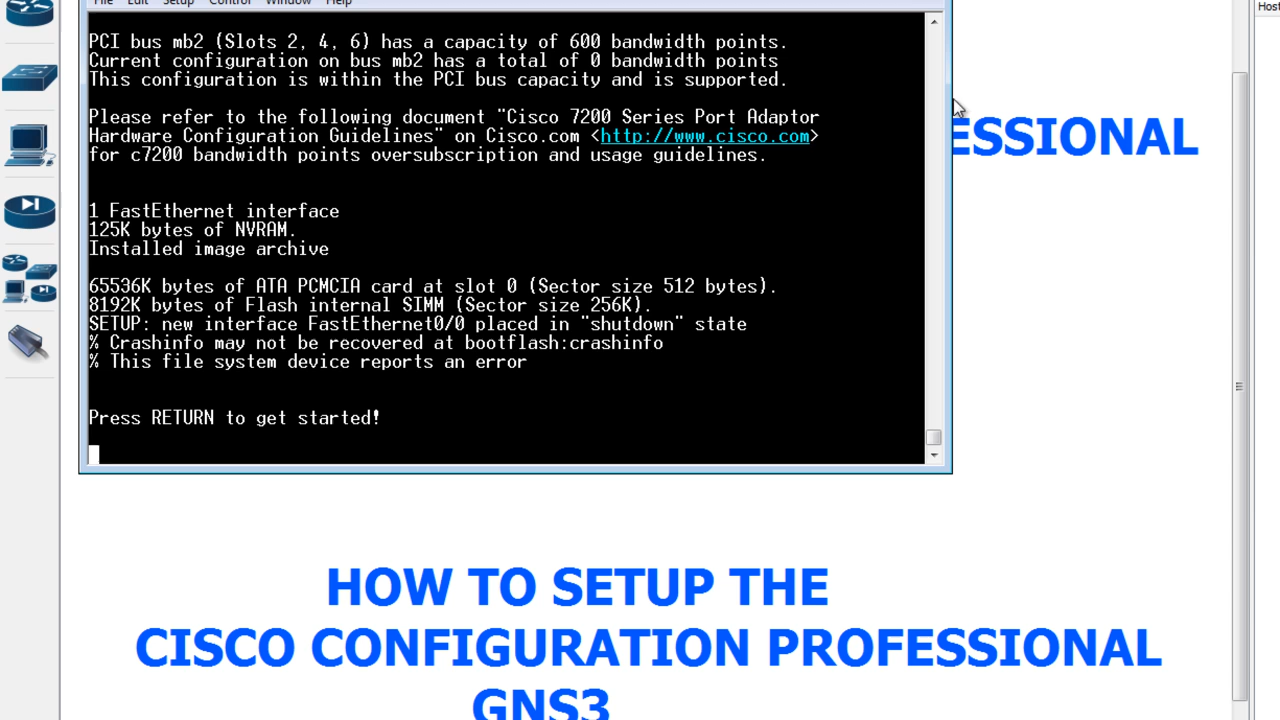 File Edit Setup Control Window Help
Host
PCI bus mb2 (Slots 2, 4, 6) has a capacity of 600 bandwidth points.
Current configuration on bus mb2 has a total of 0 bandwidth points
This configuration is within the PCI bus capacity and is supported.
Please refer to the following document "Cisco 7200 Series Port Adaptor
Hardware Configuration Guidelines" on Cisco.com <http://www.cisco.com>
for c7200 bandwidth points oversubscription and usage guidelines.
ESSIONAL
1 FastEthernet interface
125K bytes of NVRAM.
Installed image archive
65536K bytes of ATA PCMCIA card at slot 0 (Sector size 512 bytes).
8192K bytes of Flash internal SIMM (Sector size 256K).
SETUP: new interface FastEthernet0/0 placed in "shutdown" state
% Crashinfo may not be recovered at bootflash:crashinfo
% This file system device reports an error
Press RETURN to get started!
HOW TO SETUP THE
CISCO CONFIGURATION PROFESSIONAL
GNS3